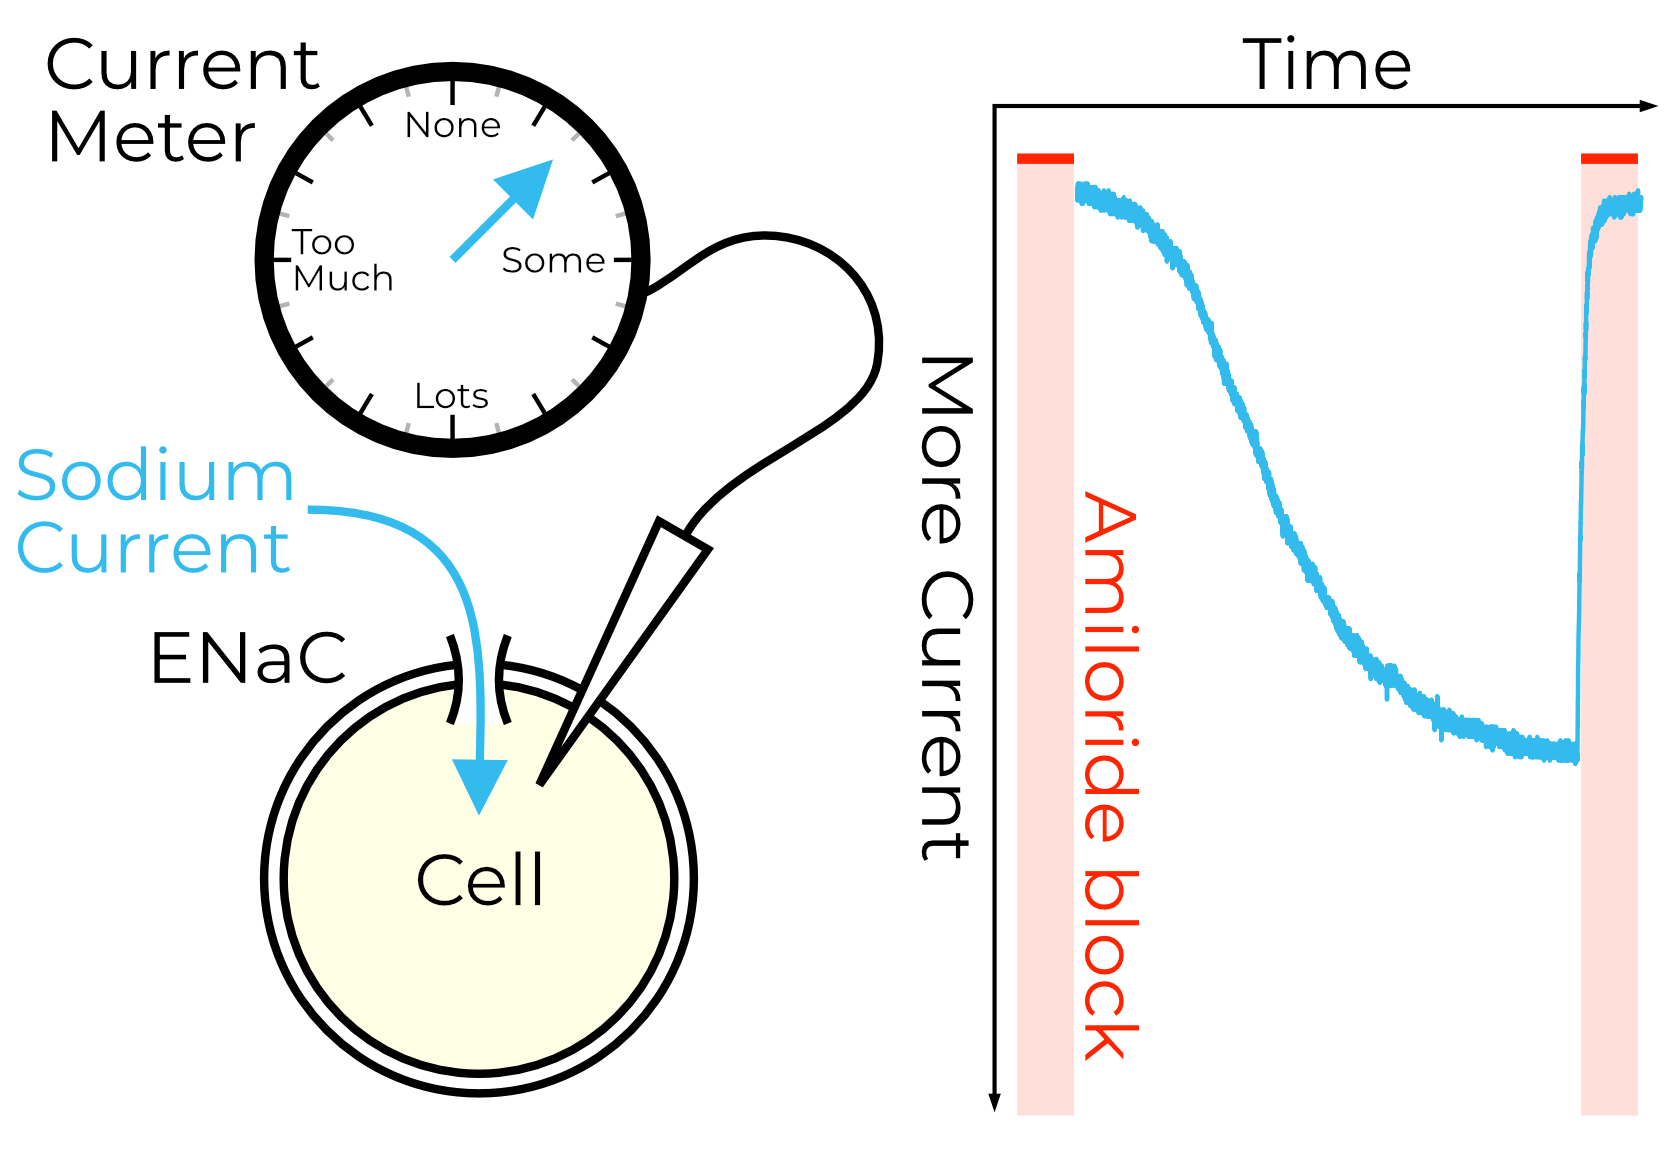 Current
Meter
None
Too
Much
Some
Lots
Sodium
Current
ENaC
Cell
Time
More Current
Amiloride block